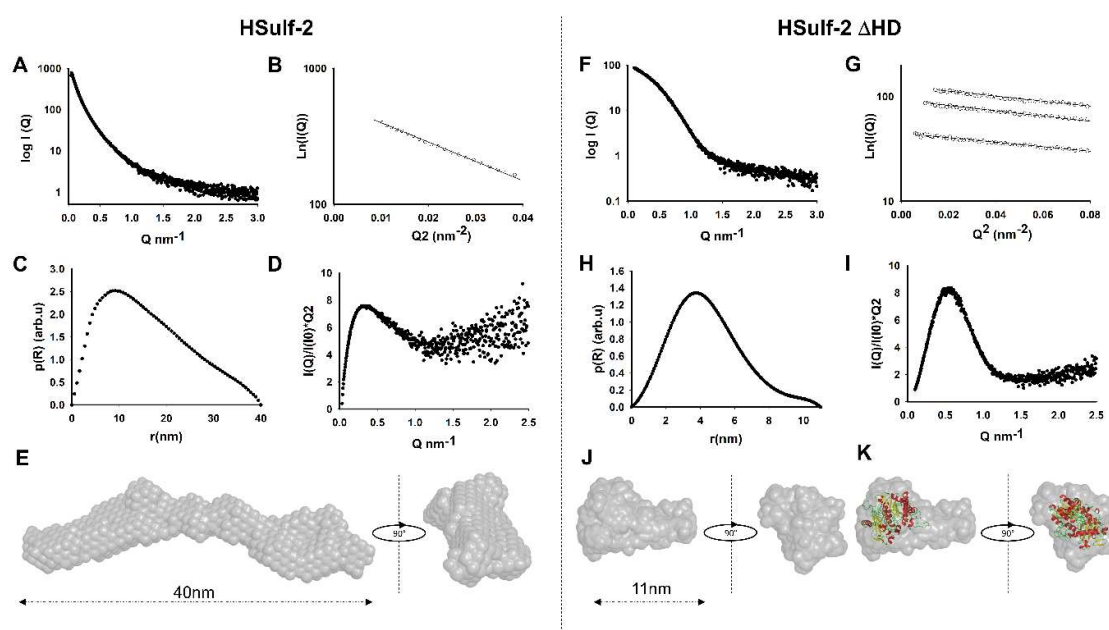 HSulf-2
HSulf-2 ΔHD
A
1000
100
10
1
log I (Q)
0.0 0.5 1.0 1.5 2.0 2.5 3.0
Q nm-1
B
1000
100
Ln(I(Q))
0.00 0.01 0.02 0.03 0.04
Q2 (nm-2)
F
100
10
1.0
0.1
log I (Q)
0.0 0.5 1.0 1.5 2.0 2.5 3.0
Q nm-1
G
100
10
Ln(I(Q))
0.00 0.02 0.04 0.06 0.08
Q2 (nm-2)
C
3.0
2.5
2.0
1.5
1.0
0.5
0.0
p(R) (arb.u)
0 10 20 30 40
r(nm)
D
10
8
6
4
2
0
I(Q)/I(I0)*Q2
0.0 0.5 1.0 1.5 2.0 2.5
Q nm-1
H
1.6
1.4
1.2
1.0
0.8
0.6
0.4
0.2
0.0
p(R) (arb.u)
0 2 4 6 8 10
r(nm)
I
10
8
6
4
2
0
I(Q)/I(I0)*Q2
0.0 0.5 1.0 1.5 2.0 2.5
Q nm-1
E
90°
40nm
J
90°
11nm
K
90°